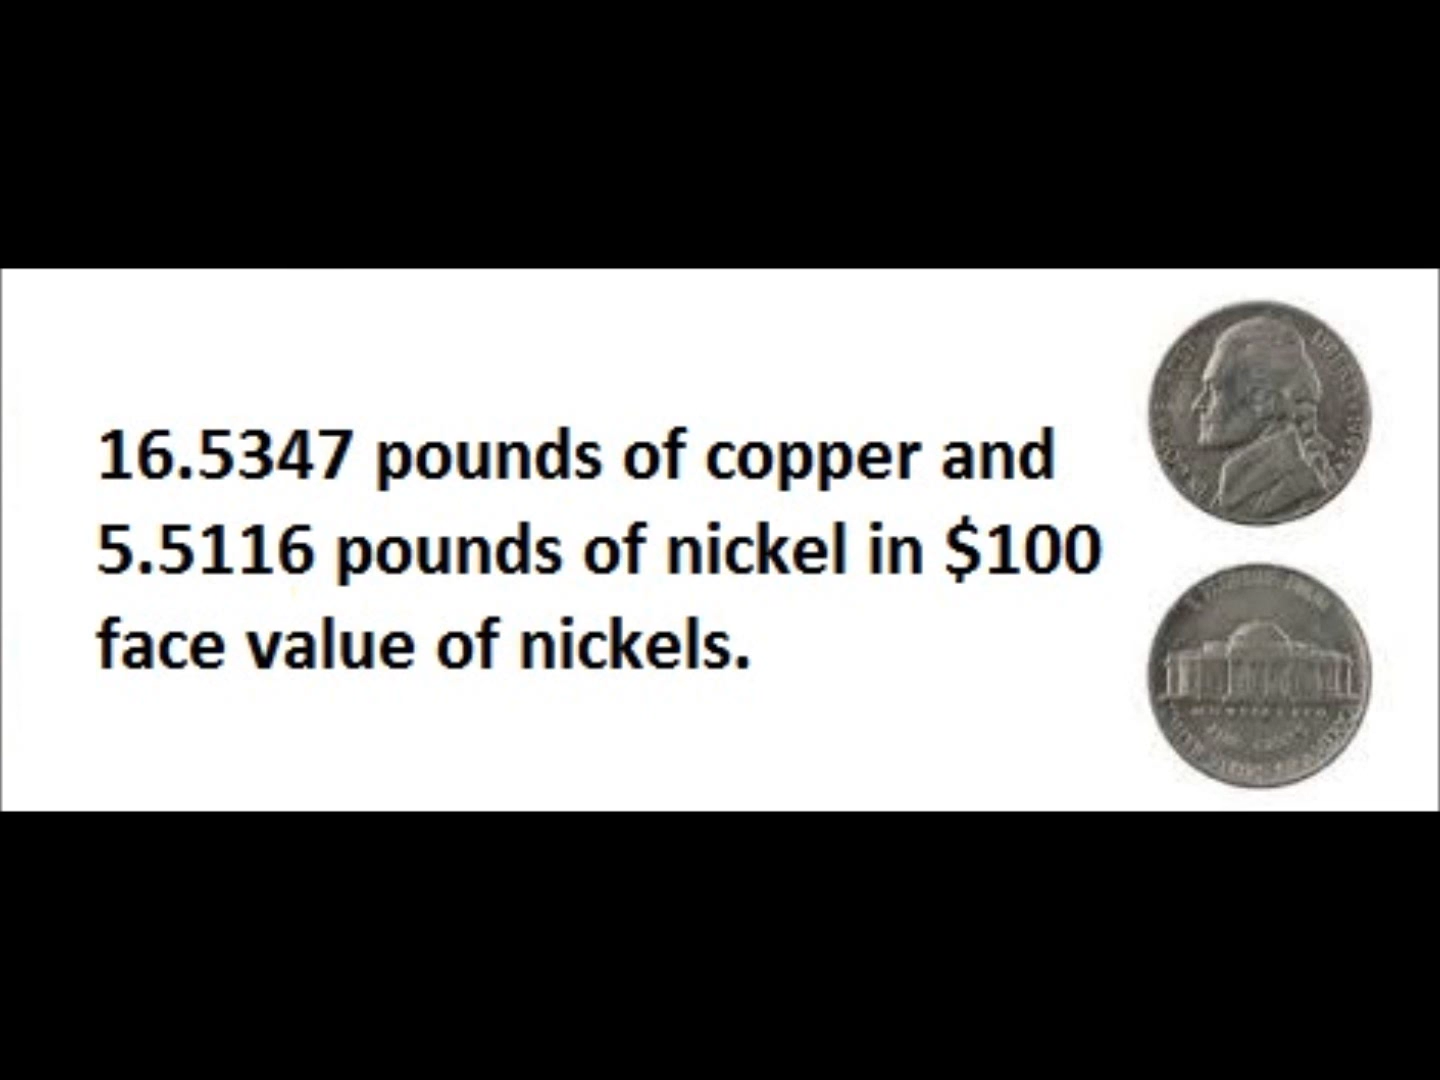 16.5347 pounds of copper and
5.5116 pounds of nickel in $100
face value of nickels.